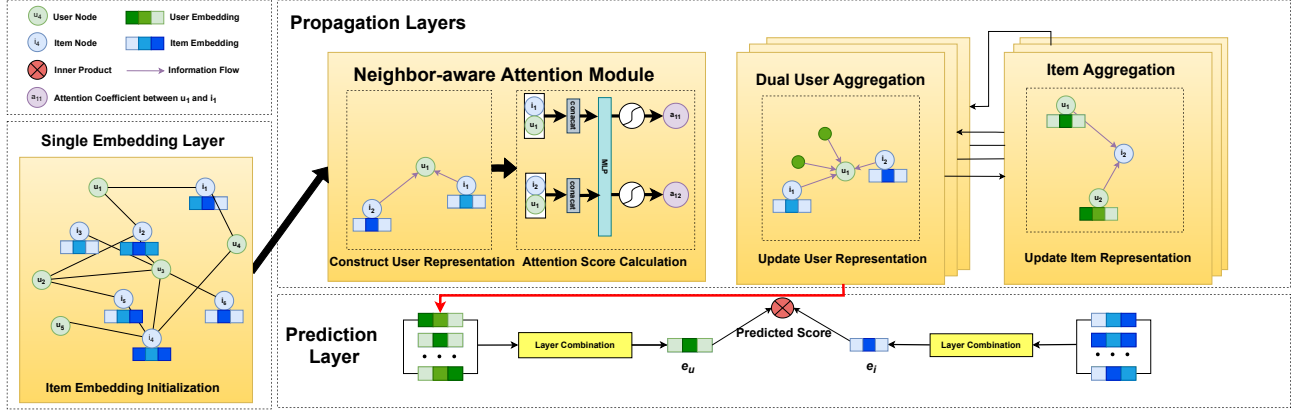 u4 User Node User Embedding
i4 Item Node Item Embedding
Inner Product Information Flow
a11 Attention Coefficient between u1 and i1
Single Embedding Layer
u1
i1
i3
i2
u4
u3
u2
i5
i6
u5
i4
Item Embedding Initialization
Propagation Layers
Neighbor-aware Attention Module
u1
i1
i2
Construct User Representation
i1
u1
conacat
a11
MLP
i2
u1
conacat
a12
Attention Score Calculation
Dual User Aggregation
u1
i2
i1
Update User Representation
Item Aggregation
u1
i2
u2
Update Item Representation
Prediction
Layer
Layer Combination
eu
Predicted Score
ei
Layer Combination